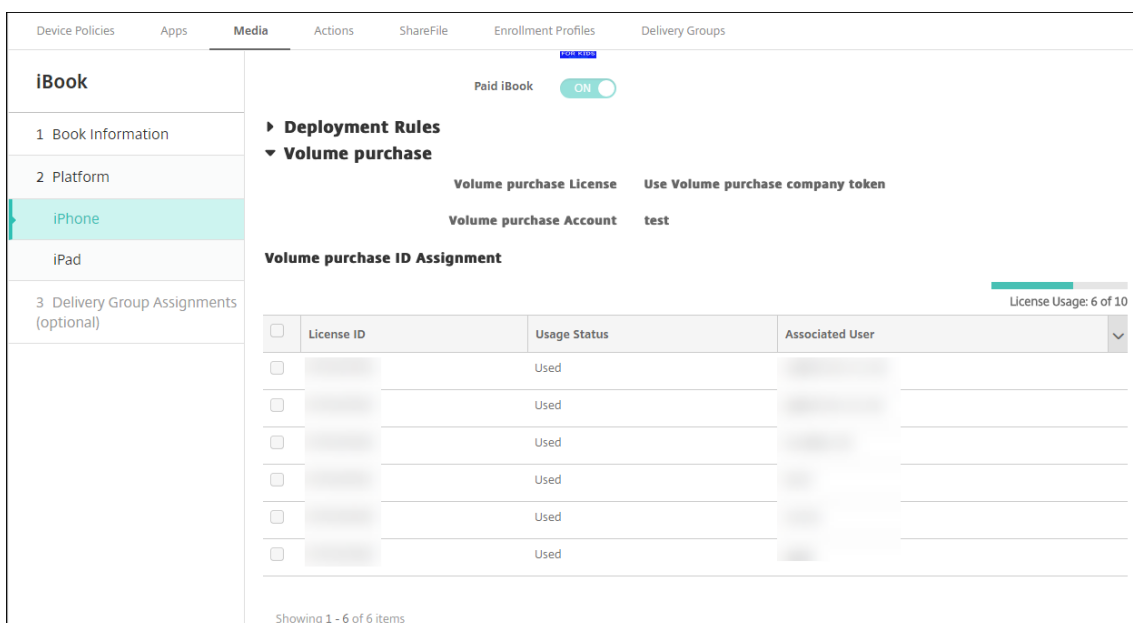 Device Policies Apps Media Actions ShareFile Enrollment Profiles Delivery Groups
iBook
1 Book Information
2 Platform
iPhone
iPad
3 Delivery Group Assignments
(optional)
FOR KIDS
Paid iBook ON
Deployment Rules
Volume purchase
Volume purchase License Use Volume purchase company token
Volume purchase Account test
Volume purchase ID Assignment
License Usage: 6 of 10
License ID Usage Status Associated User
Used
Used
Used
Used
Used
Used
Showing 1 - 6 of 6 items